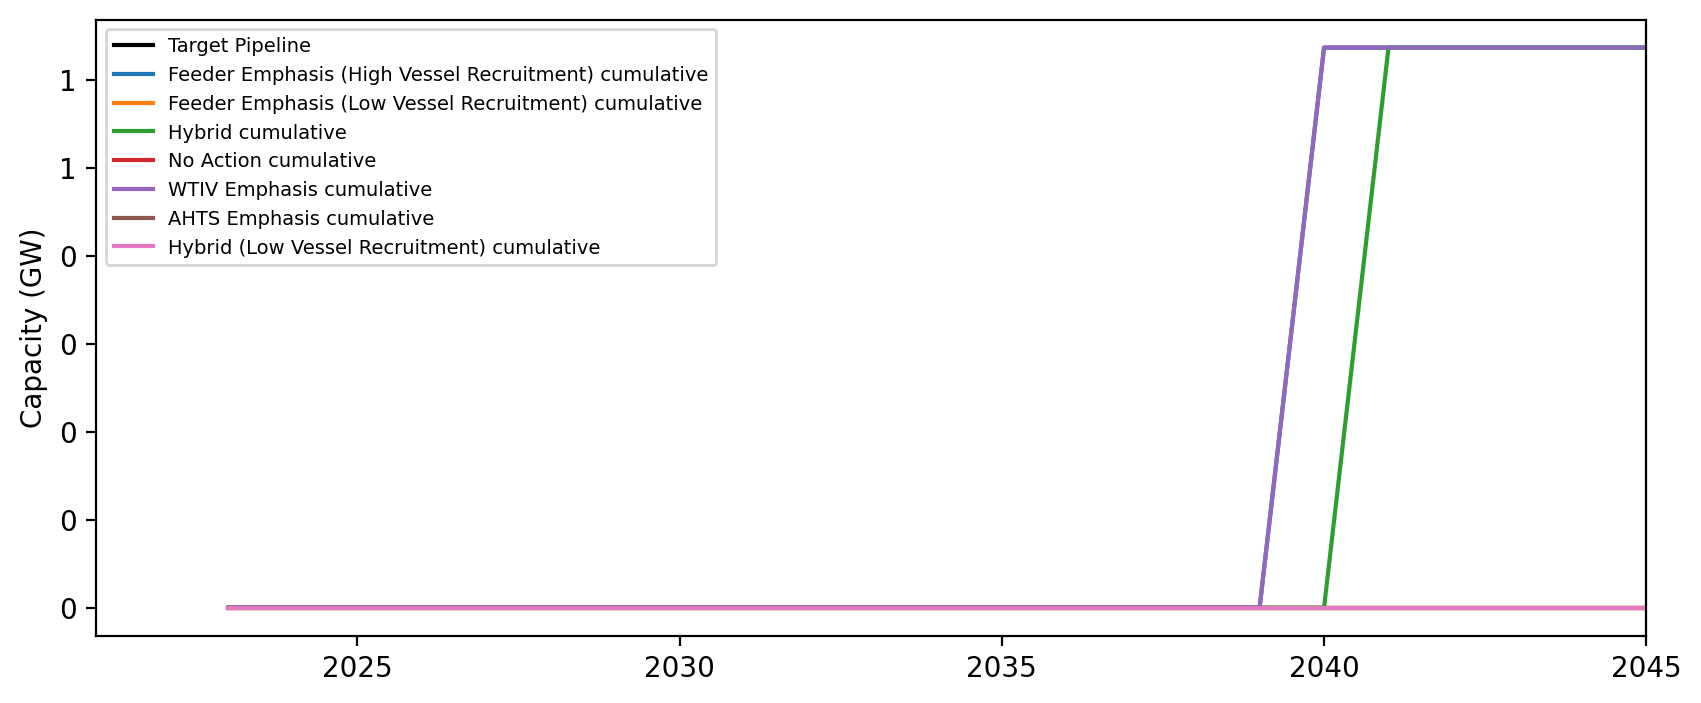 Target Pipeline
Feeder Emphasis (High Vessel Recruitment) cumulative
Feeder Emphasis (Low Vessel Recruitment) cumulative
Hybrid cumulative
No Action cumulative
WTIV Emphasis cumulative
AHTS Emphasis cumulative
Hybrid (Low Vessel Recruitment) cumulative
Capacity (GW)
1
1
0
0
0
0
0
2025 2030 2035 2040 2045